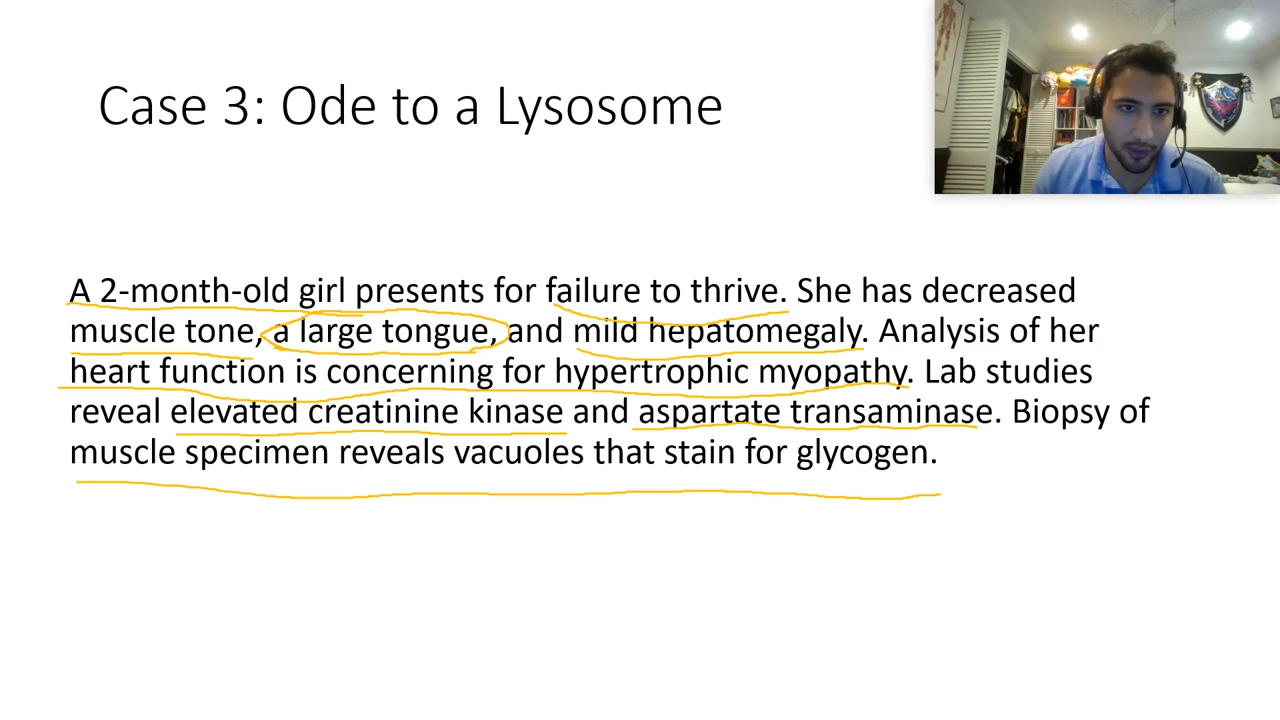 Case 3: Ode to a Lysosome
A 2-month-old girl presents for failure to thrive. She has decreased
muscle tone, a large tongue, and mild hepatomegaly. Analysis of her
heart function is concerning for hypertrophic myopathy. Lab studies
reveal elevated creatinine kinase and aspartate transaminase. Biopsy of
muscle specimen reveals vacuoles that stain for glycogen.